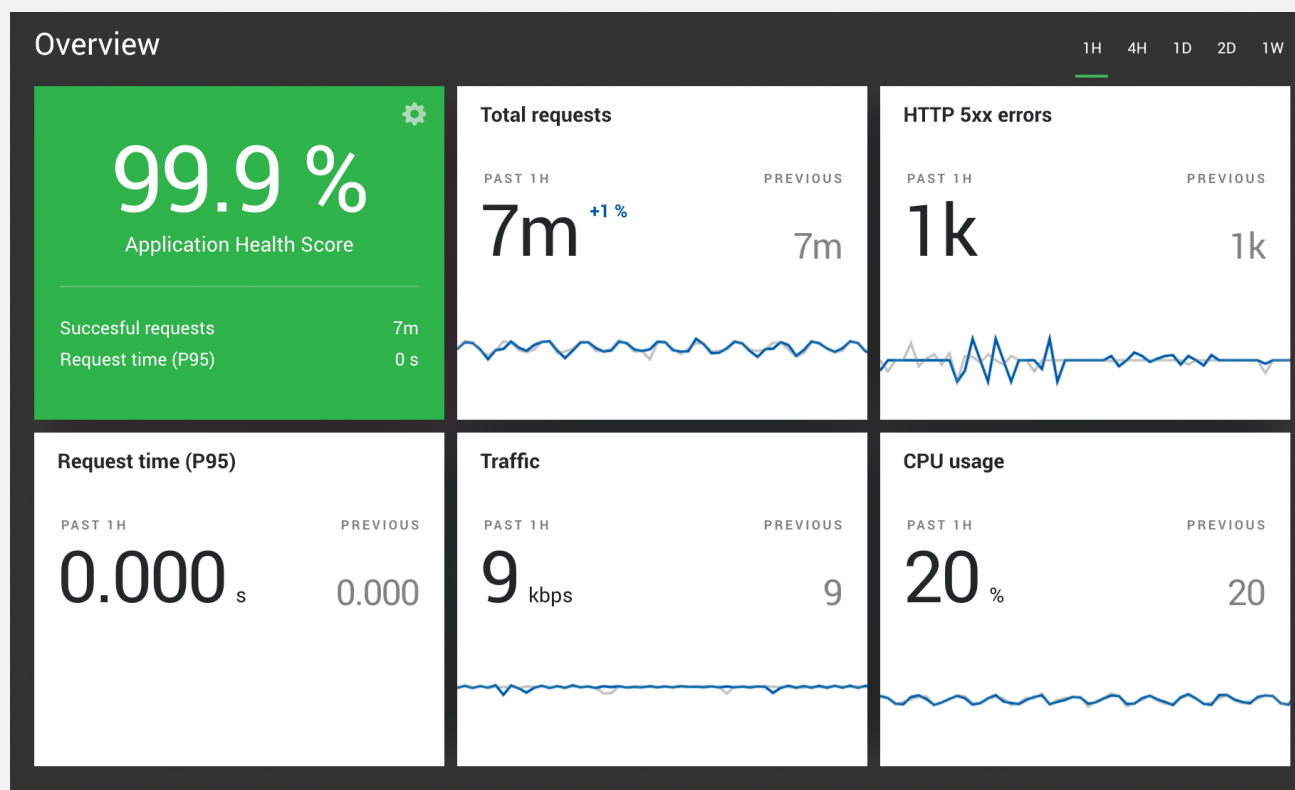 Overview
1H 4H 1D 2D 1W
99.9 %
Application Health Score
Succesful requests 7m
Request time (P95) 0 s
Total requests
PAST 1H PREVIOUS
7m +1 % 7m
HTTP 5xx errors
PAST 1H PREVIOUS
1k 1k
Request time (P95)
PAST 1H PREVIOUS
0.000 s 0.000
Traffic
PAST 1H PREVIOUS
9 kbps 9
CPU usage
PAST 1H PREVIOUS
20 % 20